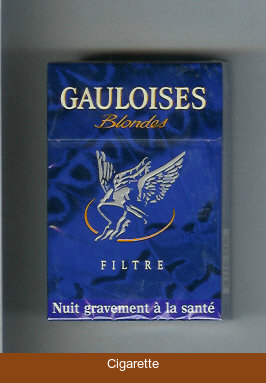 GAULOISES
Blondes
FILTRE
Nuit gravement à la santé
Cigarette